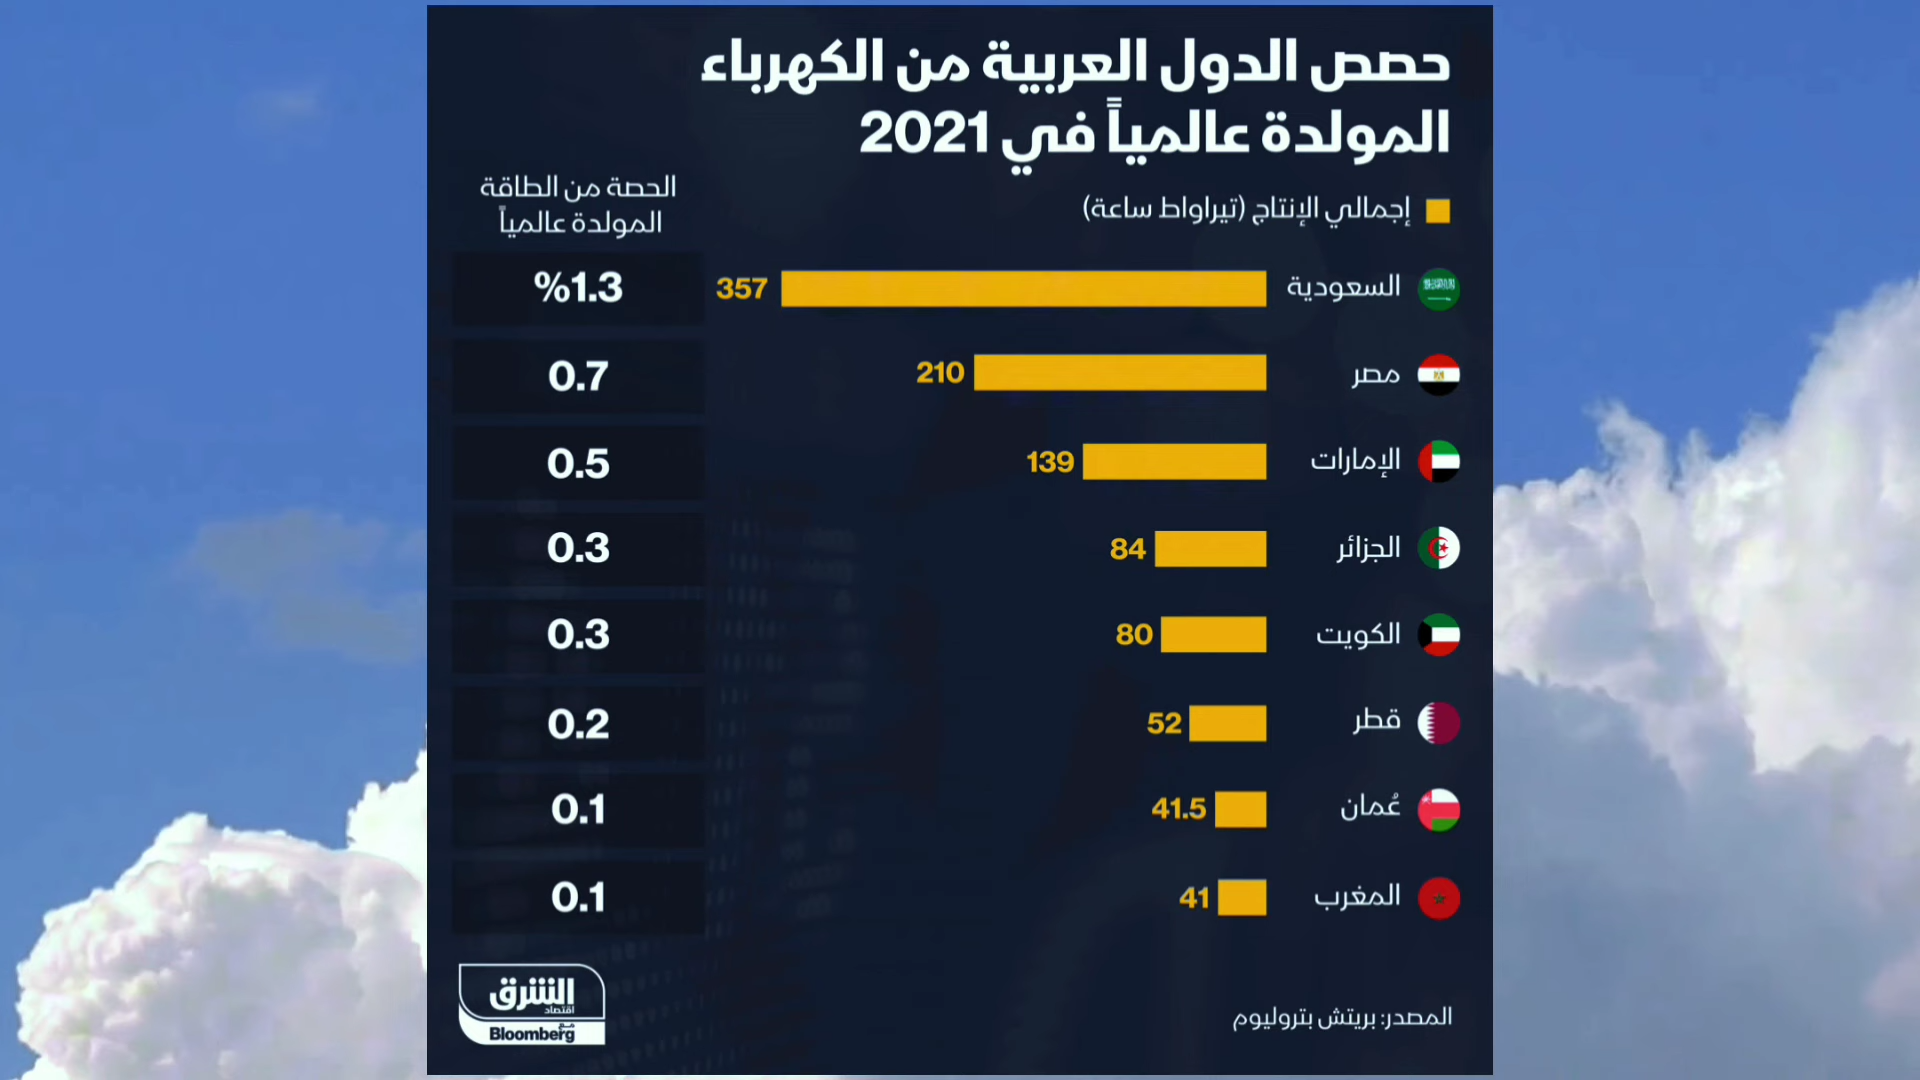 حصص الدول العربية من الكهرباء
المولدة عالمياً في 2021
إجمالي الإنتاج (تيراواط ساعة)
الحصة من الطاقة
المولدة عالمياً
السعودية 357 %1.3
مصر 210 0.7
الإمارات 139 0.5
الجزائر 84 0.3
الكويت 80 0.3
قطر 52 0.2
عُمان 41.5 0.1
المغرب 41 0.1
المصدر: بريتش بتروليوم
الشرق
اقتصاد
مع
Bloomberg